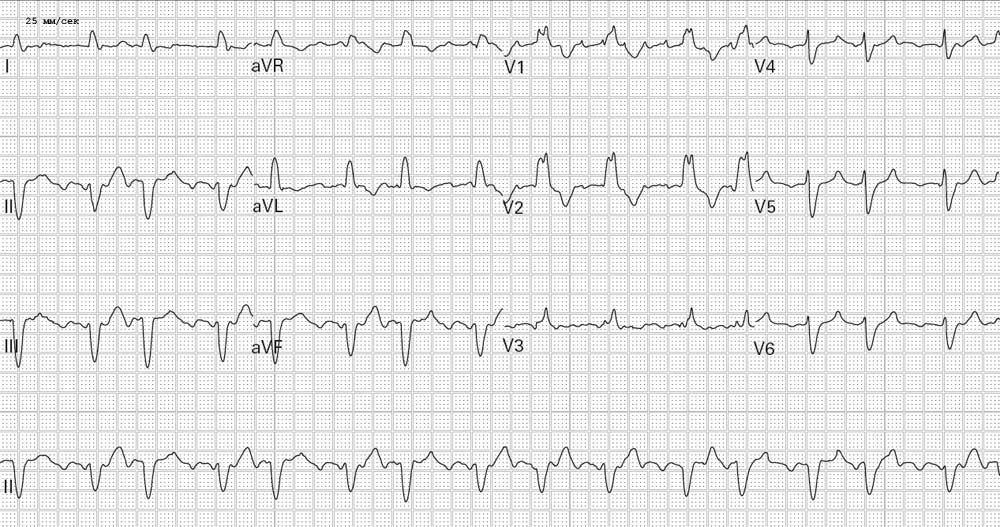 25 мм/сек
I aVR V1 V4
II aVL V2 V5
III aVF V3 V6
II